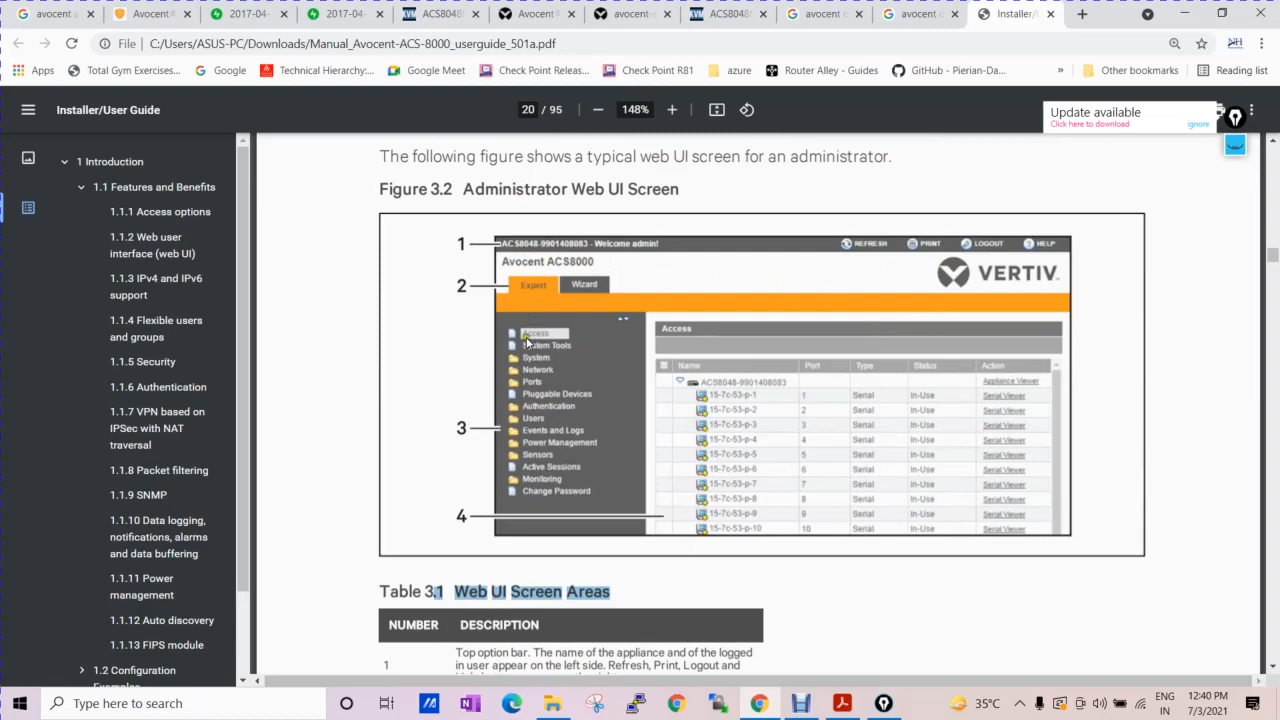 avocent
Avocent®
2017-04-
2017-04-
ACS804
Avocent
avocent
ACS804
avocent c
avocent c
Installer/U
File C:/Users/ASUS-PC/Downloads/Manual_Avocent-ACS-8000_userguide_501a.pdf
Apps Total Gym Exercises... Google Technical Hierarchy:... Google Meet Check Point Releas... Check Point R81 azure Router Alley - Guides GitHub - Pierian-Da... » Other bookmarks Reading list
Installer/User Guide
20 / 95
148%
Update available
Click here to download ignore
1 Introduction
1.1 Features and Benefits
1.1.1 Access options
1.1.2 Web user
interface (web UI)
1.1.3 IPv4 and IPv6
support
1.1.4 Flexible users
and groups
1.1.5 Security
1.1.6 Authentication
1.1.7 VPN based on
IPSec with NAT
traversal
1.1.8 Packet filtering
1.1.9 SNMP
1.1.10 Data logging,
notifications, alarms
and data buffering
1.1.11 Power
management
1.1.12 Auto discovery
1.1.13 FIPS module
1.2 Configuration
Examples
The following figure shows a typical web UI screen for an administrator.
Figure 3.2 Administrator Web UI Screen
1
ACS8048-9901408083 - Welcome admin!
REFRESH PRINT LOGOUT HELP
Avocent ACS8000
VERTIV
2
Expert Wizard
Access
System Tools
System
Network
Ports
Pluggable Devices
Authentication
Users
3
Events and Logs
Power Management
Sensors
Active Sessions
Monitoring
Change Password
4
Access
Name Port Type Status Action
ACS8048-9901408083 Appliance Viewer
15-7c-53-p-1 1 Serial In-Use Serial Viewer
15-7c-53-p-2 2 Serial In-Use Serial Viewer
15-7c-53-p-3 3 Serial In-Use Serial Viewer
15-7c-53-p-4 4 Serial In-Use Serial Viewer
15-7c-53-p-5 5 Serial In-Use Serial Viewer
15-7c-53-p-6 6 Serial In-Use Serial Viewer
15-7c-53-p-7 7 Serial In-Use Serial Viewer
15-7c-53-p-8 8 Serial In-Use Serial Viewer
15-7c-53-p-9 9 Serial In-Use Serial Viewer
15-7c-53-p-10 10 Serial In-Use Serial Viewer
Table 3.1 Web UI Screen Areas
NUMBER DESCRIPTION
Top option bar. The name of the appliance and of the logged
1 in user appear on the left side. Refresh, Print, Logout and
Type here to search
35°C
ENG
IN
12:40 PM
7/3/2021